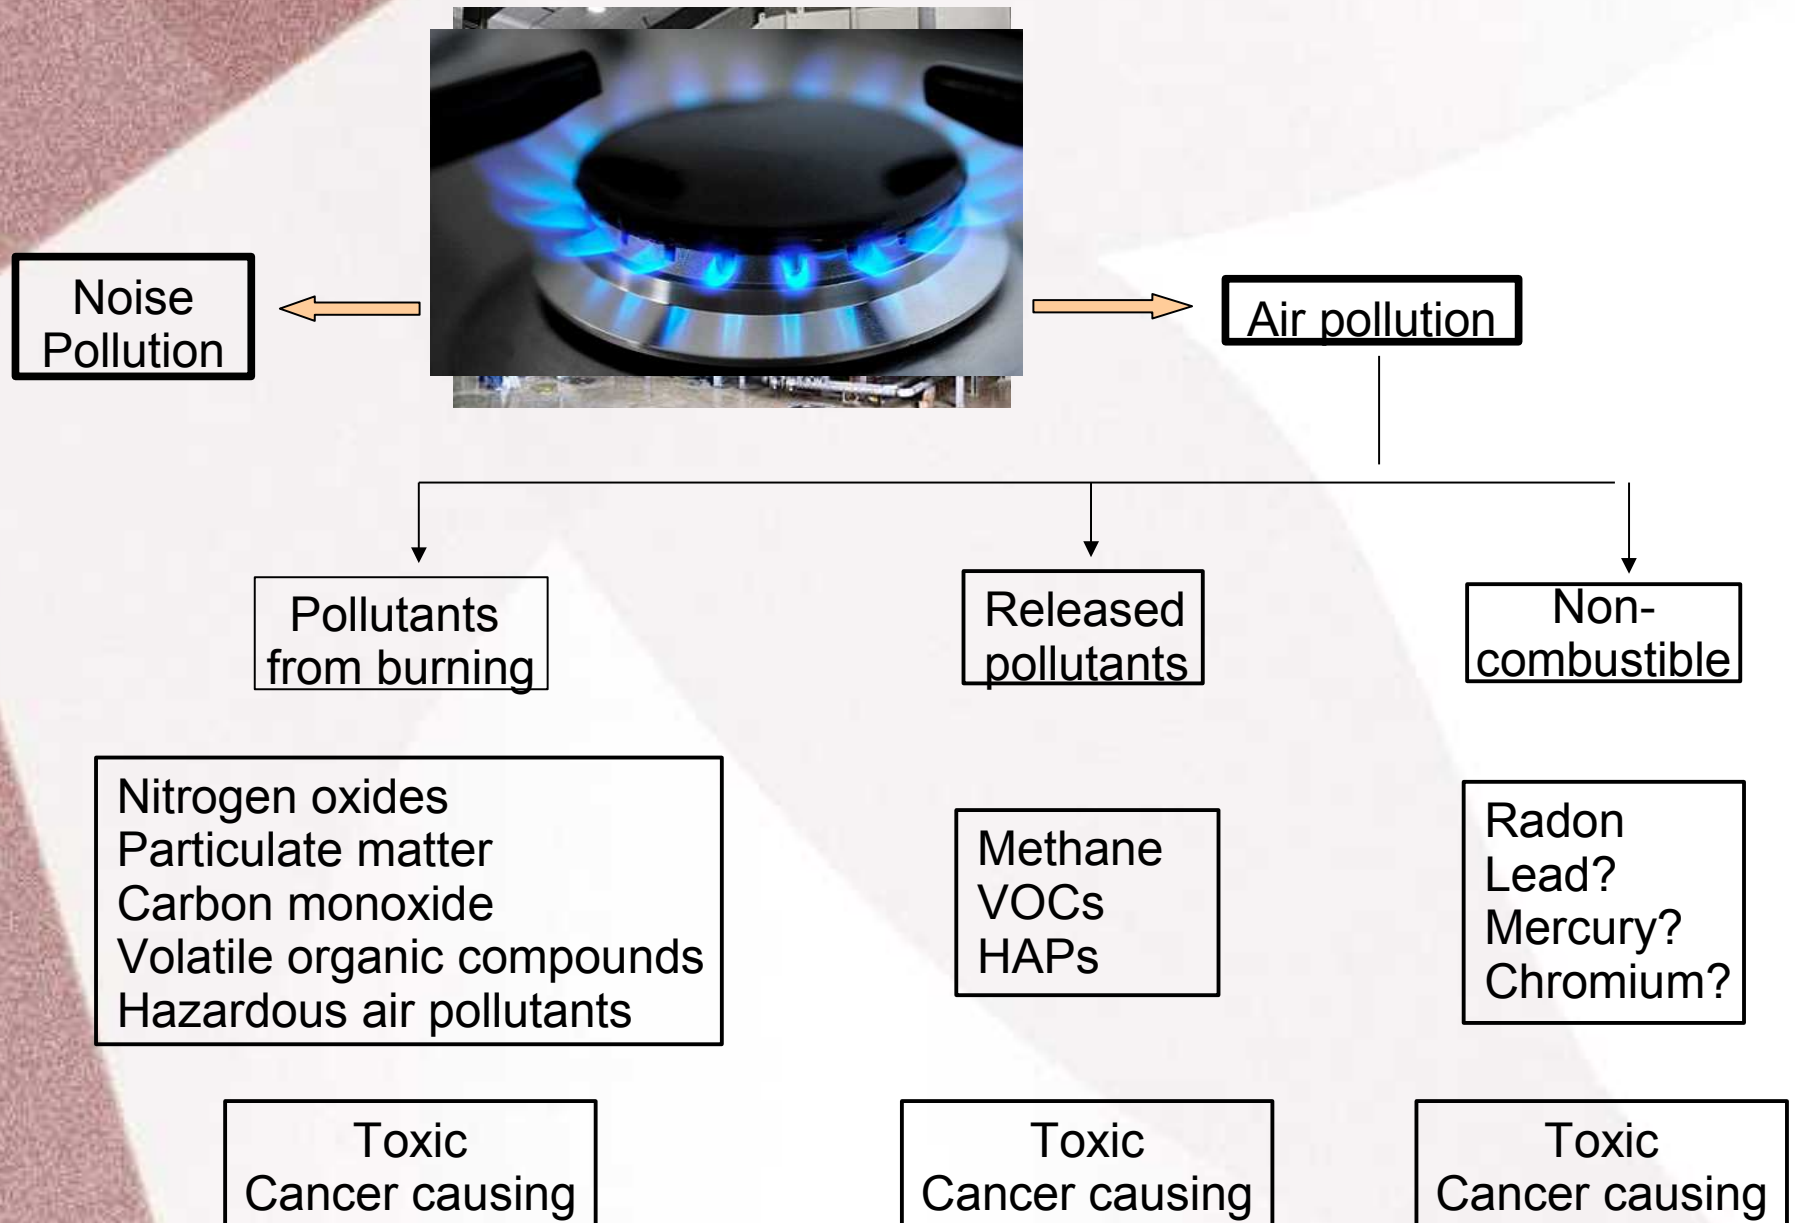 Noise
Pollution
Air pollution
Pollutants
from burning
Released
pollutants
Non-
combustible
Nitrogen oxides
Particulate matter
Carbon monoxide
Volatile organic compounds
Hazardous air pollutants
Methane
VOCs
HAPs
Radon
Lead?
Mercury?
Chromium?
Toxic
Cancer causing
Toxic
Cancer causing
Toxic
Cancer causing